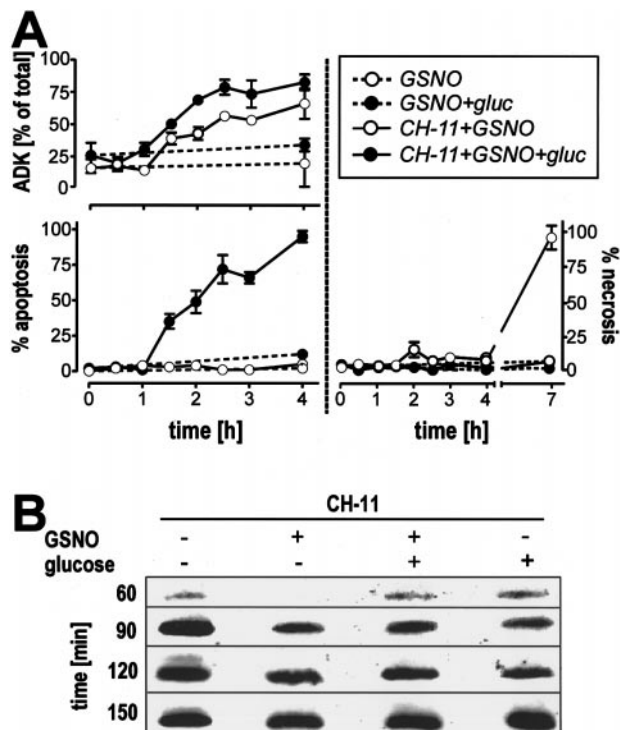 A
ADK [% of total]
100
75
50
25
0
GSNO
GSNO+gluc
CH-11+GSNO
CH-11+GSNO+gluc
% apoptosis
100
75
50
25
0
0 1 2 3 4
time [h]
% necrosis
100
75
50
25
0
0 1 2 3 4 7
time [h]
B
CH-11
GSNO - + + -
glucose - - + +
time [min]
60
90
120
150